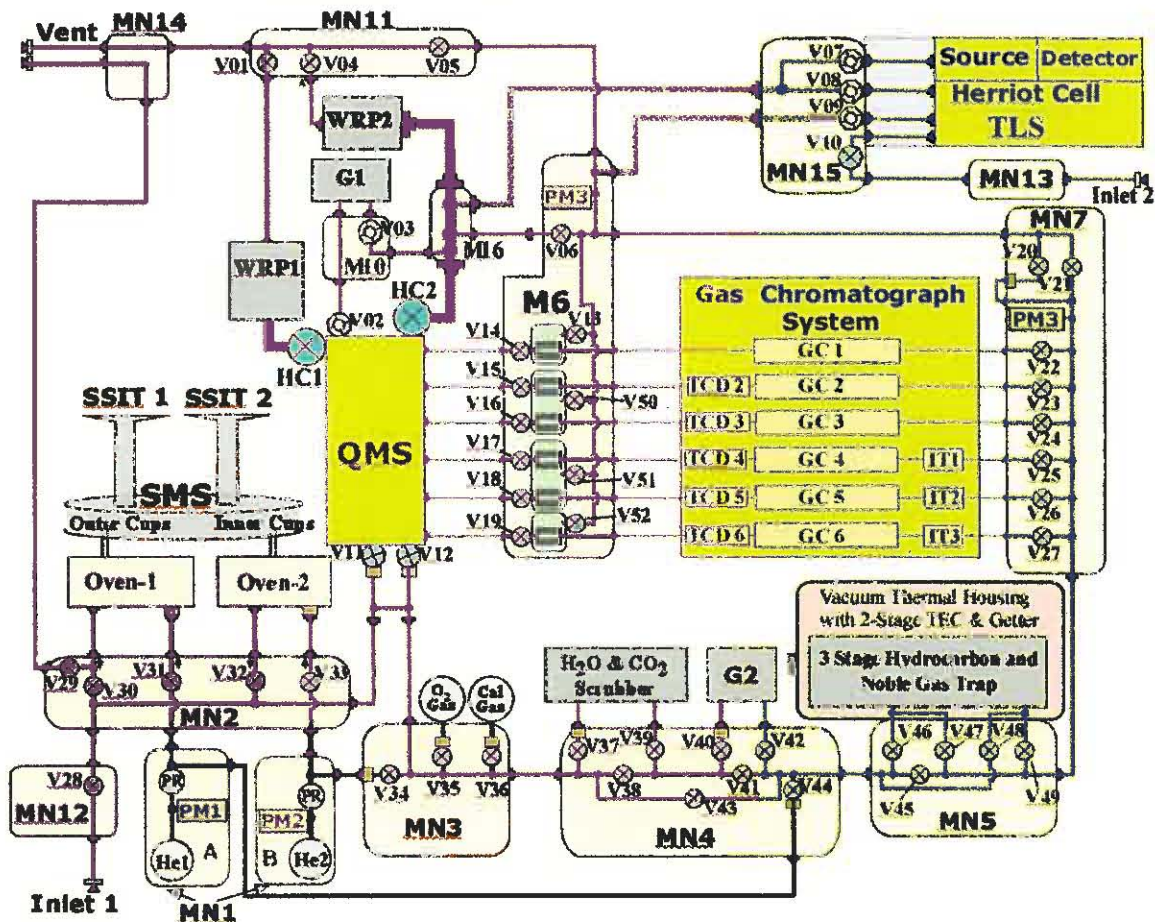 Vent
MN14
MN11
V01
V04
V05
WRP2
G1
V03
M10
M16
WRP1
HC2
V02
HC1
PM3
V06
M6
V13
V14
V15
V16
V17
V18
V19
V50
V51
V52
QMS
V11
V12
V07
V08
V09
V10
MN15
Source
Detector
Herriot Cell
TLS
MN13
Inlet 2
MN7
V20
V21
PM3
V22
V23
V24
V25
V26
V27
Gas Chromatograph
System
GC 1
TCD 2 GC 2
TCD 3 GC 3
TCD 4 GC 4 IT1
TCD 5 GC 5 IT2
TCD 6 GC 6 IT3
SSIT 1
SSIT 2
SMS
Outer Cups
Inner Cups
Oven-1
Oven-2
V29
V30
V31
V32
V33
MN2
V28
MN12
Inlet 1
PR
PM1
He1
A
PR
PM2
He2
B
MN1
O2
Gas
Cal
Gas
V34
V35
V36
MN3
H2O & CO2
Scrubber
G2
V37
V39
V40
V42
V38
V41
V44
V43
MN4
Vacuum Thermal Housing
with 2-Stage TEC & Getter
3 Stage Hydrocarbon and
Noble Gas Trap
V46
V47
V48
V45
V49
MN5